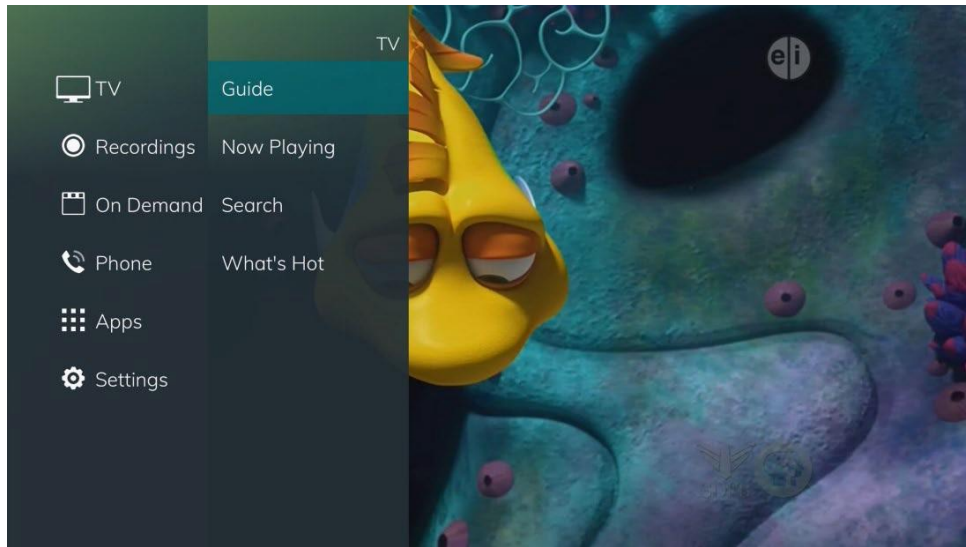 TV
TV
Guide
Recordings
Now Playing
On Demand
Search
Phone
What's Hot
Apps
Settings
e|i